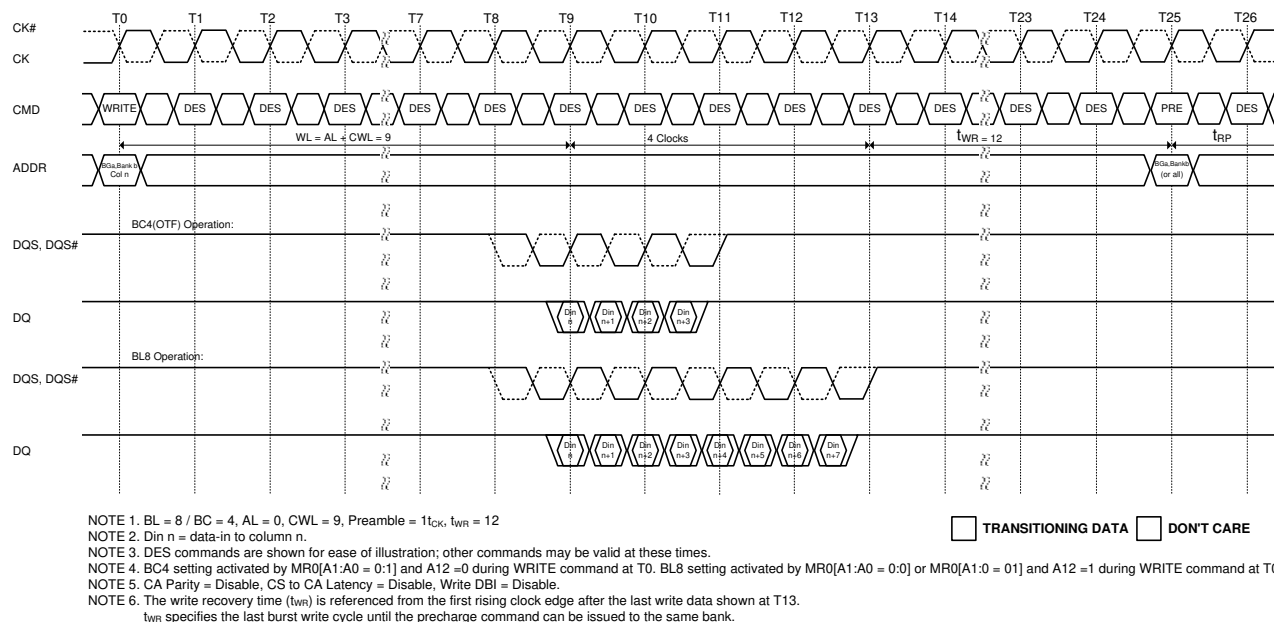 T0 T1 T2 T3 T7 T8 T9 T10 T11 T12 T13 T14 T23 T24 T25 T26
CK#
CK
CMD WRITE DES DES DES DES DES DES DES DES DES DES DES DES DES PRE DES
WL = AL + CWL = 9 4 Clocks tWR = 12 tRP
ADDR
BGa,Bank b
Col n
BGa,Bankb
(or all)
BC4(OTF) Operation:
DQS, DQS#
DQ
Din n Din n+1 Din n+2 Din n+3
BL8 Operation:
DQS, DQS#
DQ
Din n Din n+1 Din n+2 Din n+3 Din n+4 Din n+5 Din n+6 Din n+7
NOTE 1. BL = 8 / BC = 4, AL = 0, CWL = 9, Preamble = 1tCK, tWR = 12
NOTE 2. Din n = data-in to column n.
NOTE 3. DES commands are shown for ease of illustration; other commands may be valid at these times.
NOTE 4. BC4 setting activated by MR0[A1:A0 = 0:1] and A12 =0 during WRITE command at T0. BL8 setting activated by MR0[A1:A0 = 0:0] or MR0[A1:0 = 01] and A12 =1 during WRITE command at T0
NOTE 5. CA Parity = Disable, CS to CA Latency = Disable, Write DBI = Disable.
NOTE 6. The write recovery time (tWR) is referenced from the first rising clock edge after the last write data shown at T13.
tWR specifies the last burst write cycle until the precharge command can be issued to the same bank.
TRANSITIONING DATA DON'T CARE